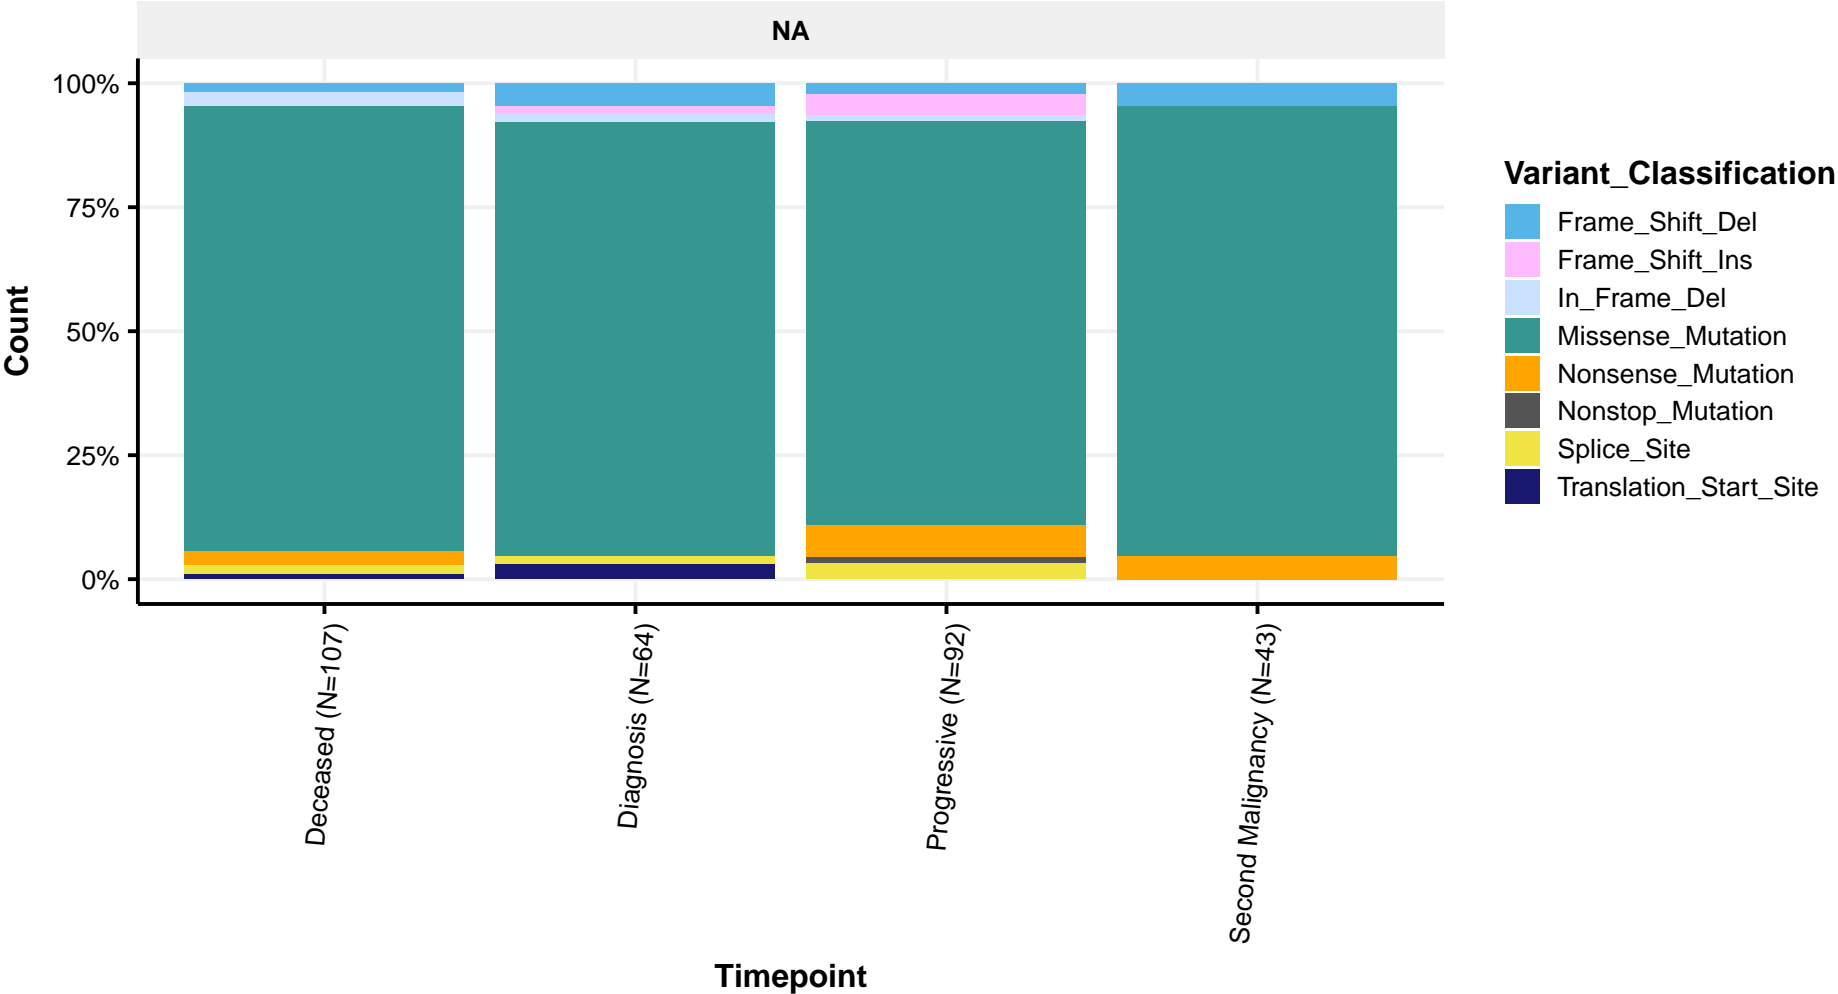 NA
Count
100%
75%
50%
25%
0%
Deceased (N=107)
Diagnosis (N=64)
Progressive (N=92)
Second Malignancy (N=43)
Timepoint
Variant_Classification
Frame_Shift_Del
Frame_Shift_Ins
In_Frame_Del
Missense_Mutation
Nonsense_Mutation
Nonstop_Mutation
Splice_Site
Translation_Start_Site